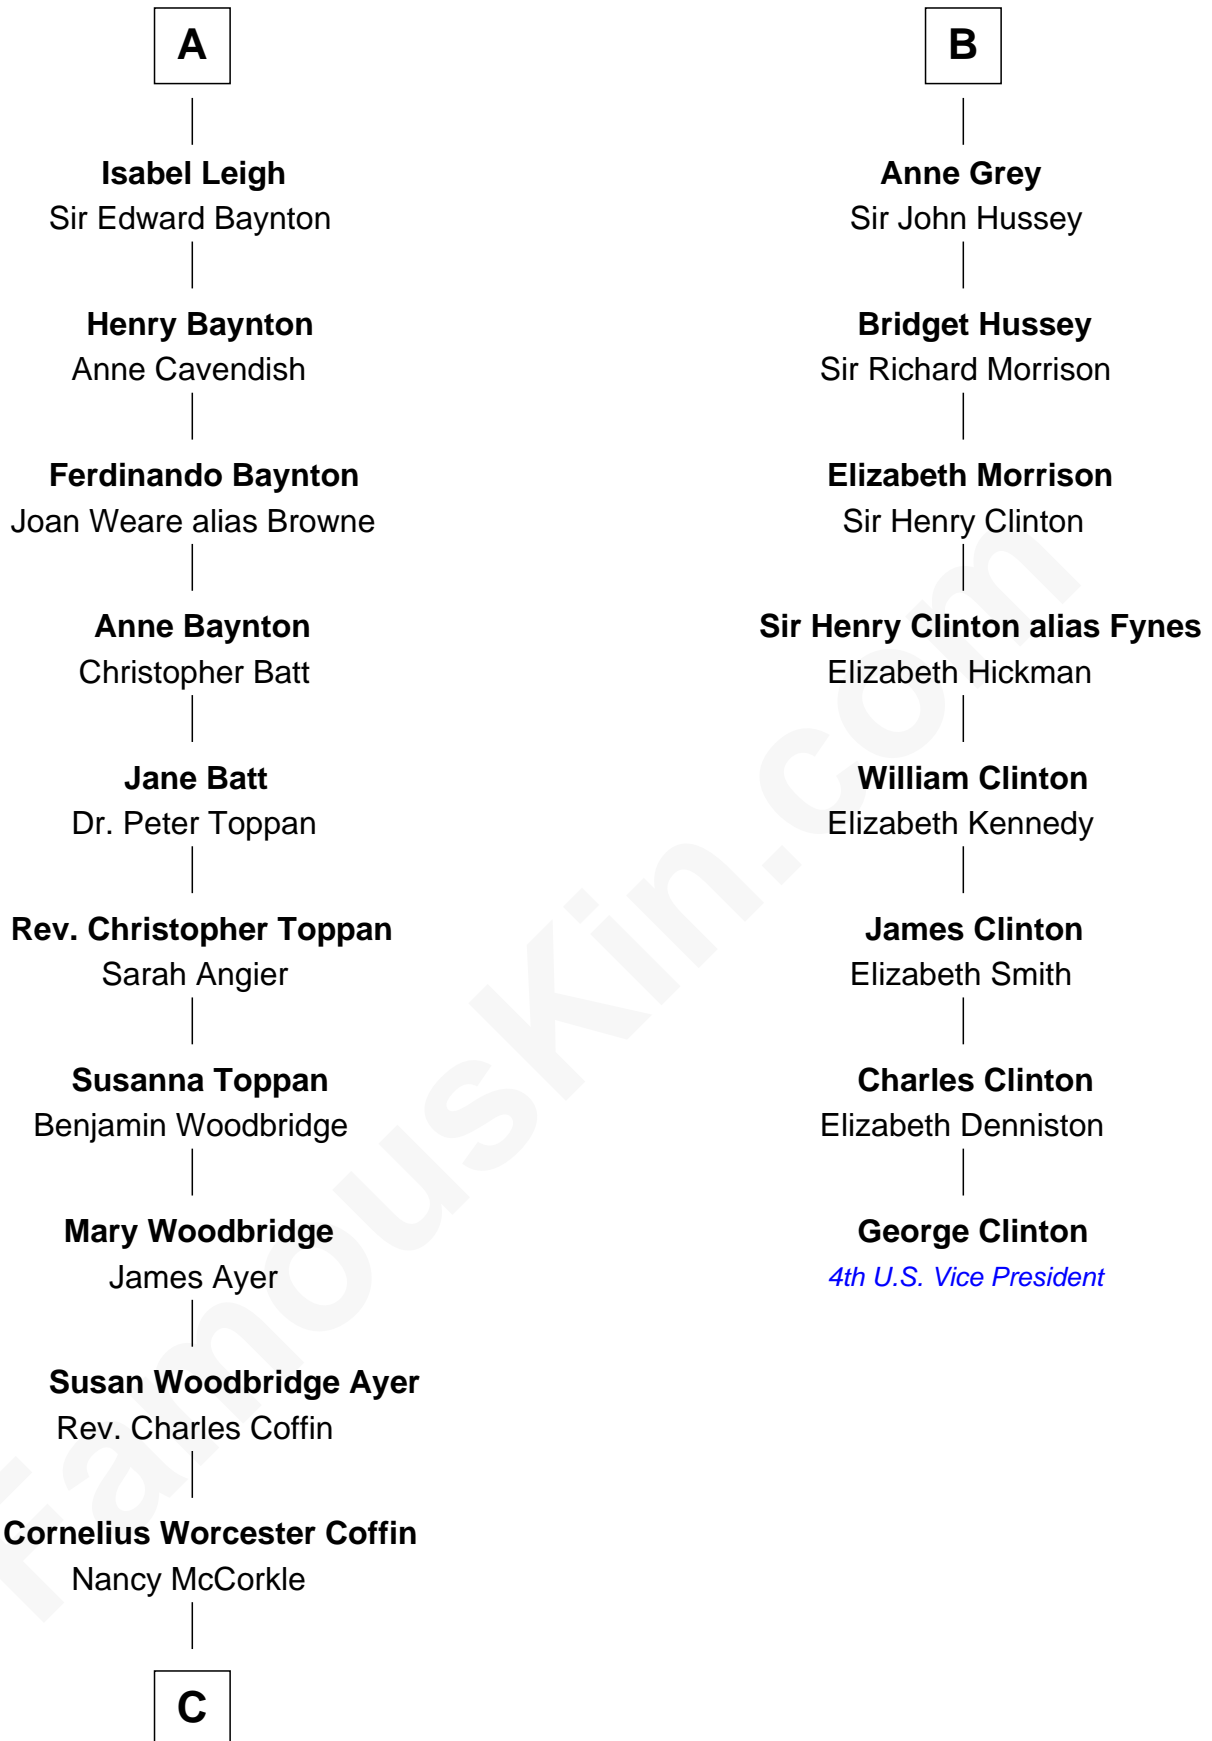 A
Isabel Leigh
Sir Edward Baynton
Henry Baynton
Anne Cavendish
Ferdinando Baynton
Joan Weare alias Browne
Anne Baynton
Christopher Batt
Jane Batt
Dr. Peter Toppan
Rev. Christopher Toppan
Sarah Angier
Susanna Toppan
Benjamin Woodbridge
Mary Woodbridge
James Ayer
Susan Woodbridge Ayer
Rev. Charles Coffin
Cornelius Worcester Coffin
Nancy McCorkle
C
B
Anne Grey
Sir John Hussey
Bridget Hussey
Sir Richard Morrison
Elizabeth Morrison
Sir Henry Clinton
Sir Henry Clinton alias Fynes
Elizabeth Hickman
William Clinton
Elizabeth Kennedy
James Clinton
Elizabeth Smith
Charles Clinton
Elizabeth Denniston
George Clinton
4th U.S. Vice President
FamousKin.com